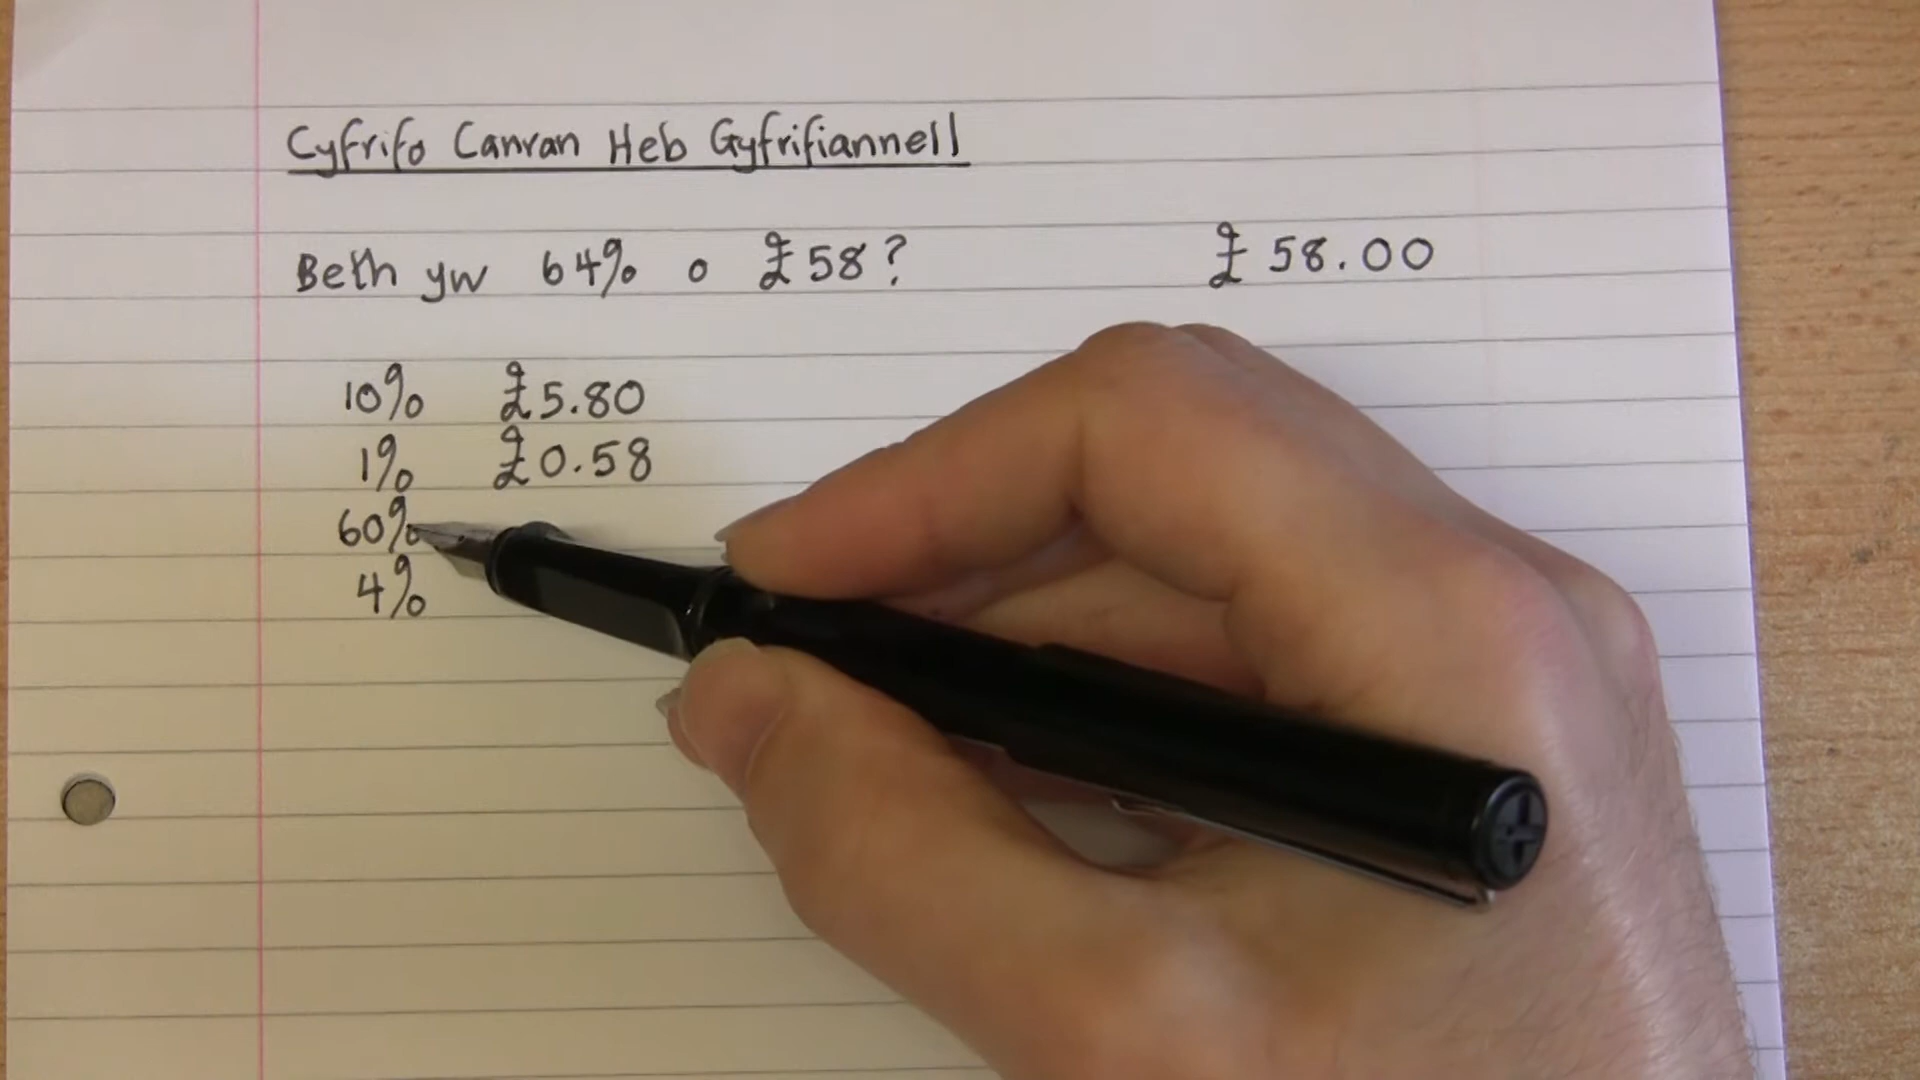 Cyfrifo Canran Heb Gyfrifiannell
Beth yw 64% o £58? £58.00
10% £5.80
1% £0.58
60%
4%